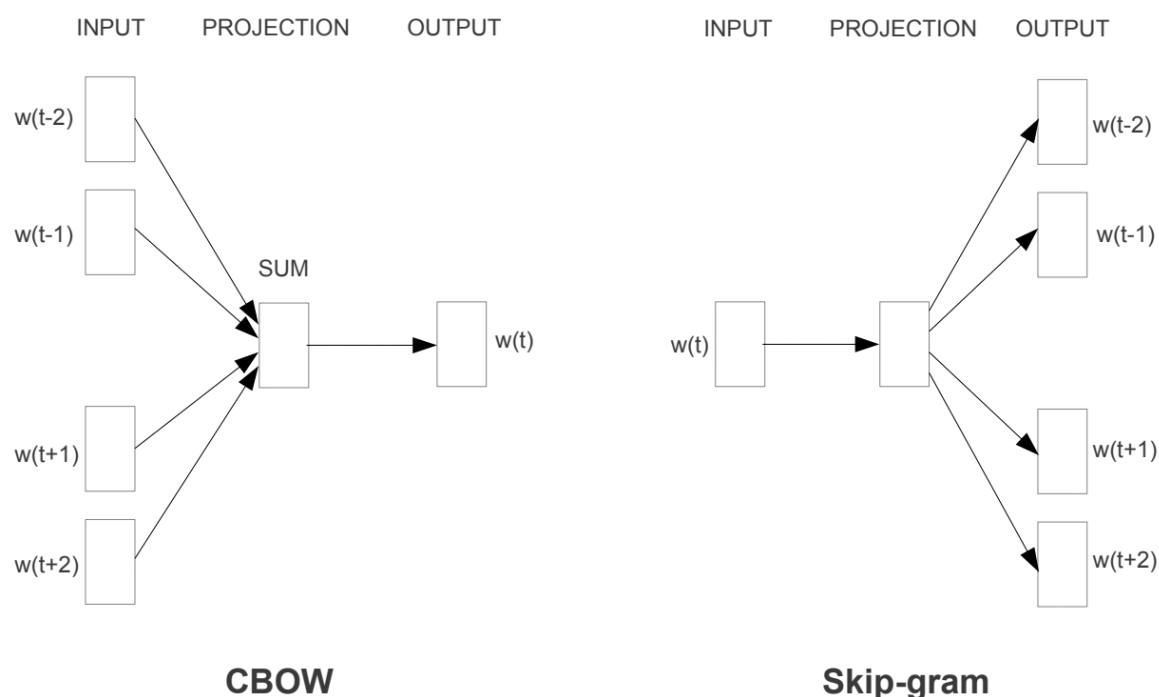 INPUT PROJECTION OUTPUT
w(t-2)
w(t-1)
SUM
w(t)
w(t+1)
w(t+2)
CBOW
INPUT PROJECTION OUTPUT
w(t-2)
w(t-1)
w(t)
w(t+1)
w(t+2)
Skip-gram